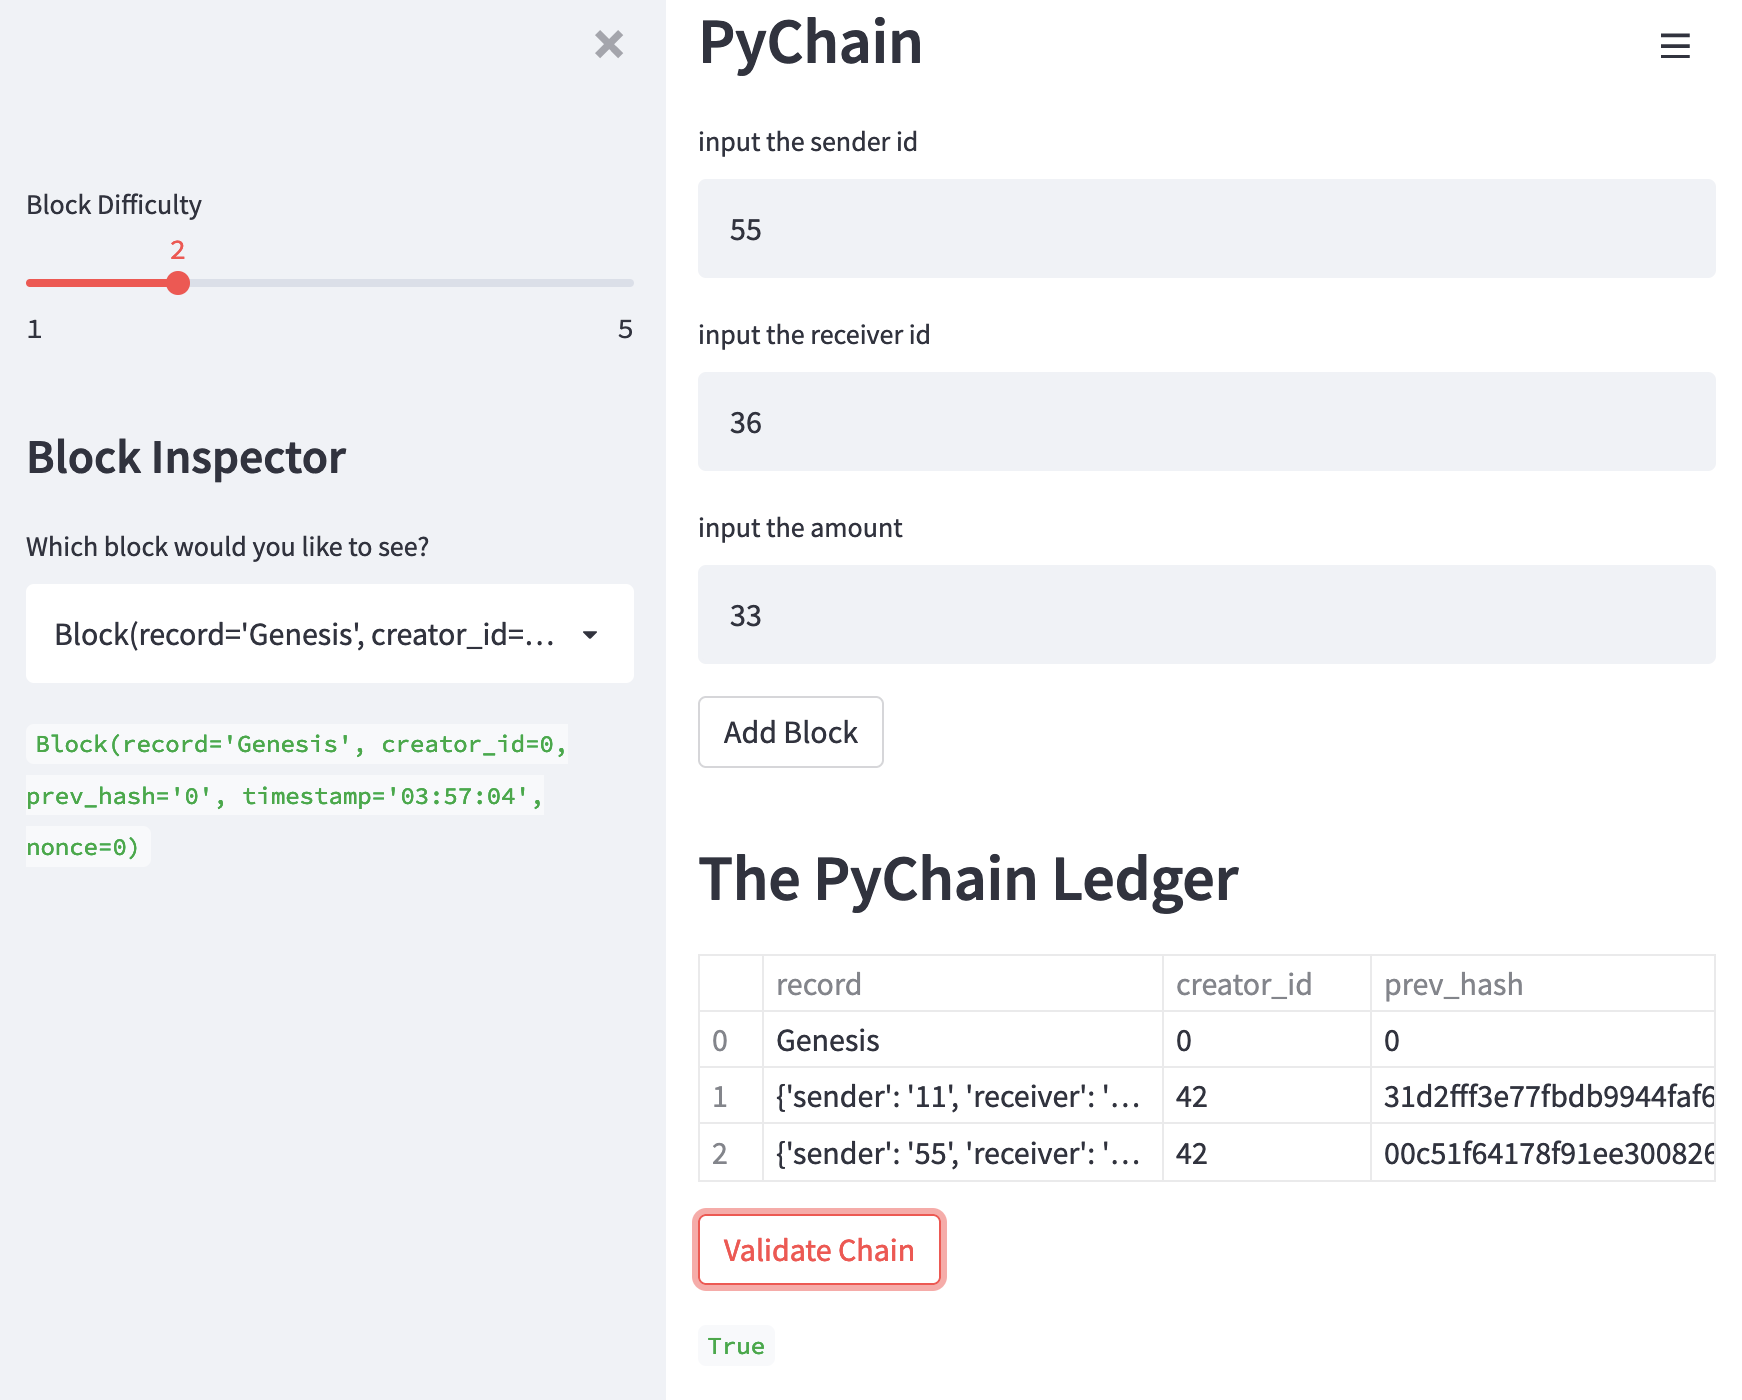 Block Difficulty
2
1 5
Block Inspector
Which block would you like to see?
Block(record='Genesis', creator_id=...
Block(record='Genesis', creator_id=0,
prev_hash='0', timestamp='03:57:04',
nonce=0)
PyChain
input the sender id
55
input the receiver id
36
input the amount
33
Add Block
The PyChain Ledger
record creator_id prev_hash
0 Genesis 0 0
1 {'sender': '11', 'receiver': '... 42 31d2fff3e77fbdb9944faf6
2 {'sender': '55', 'receiver': '... 42 00c51f64178f91ee300826
Validate Chain
True